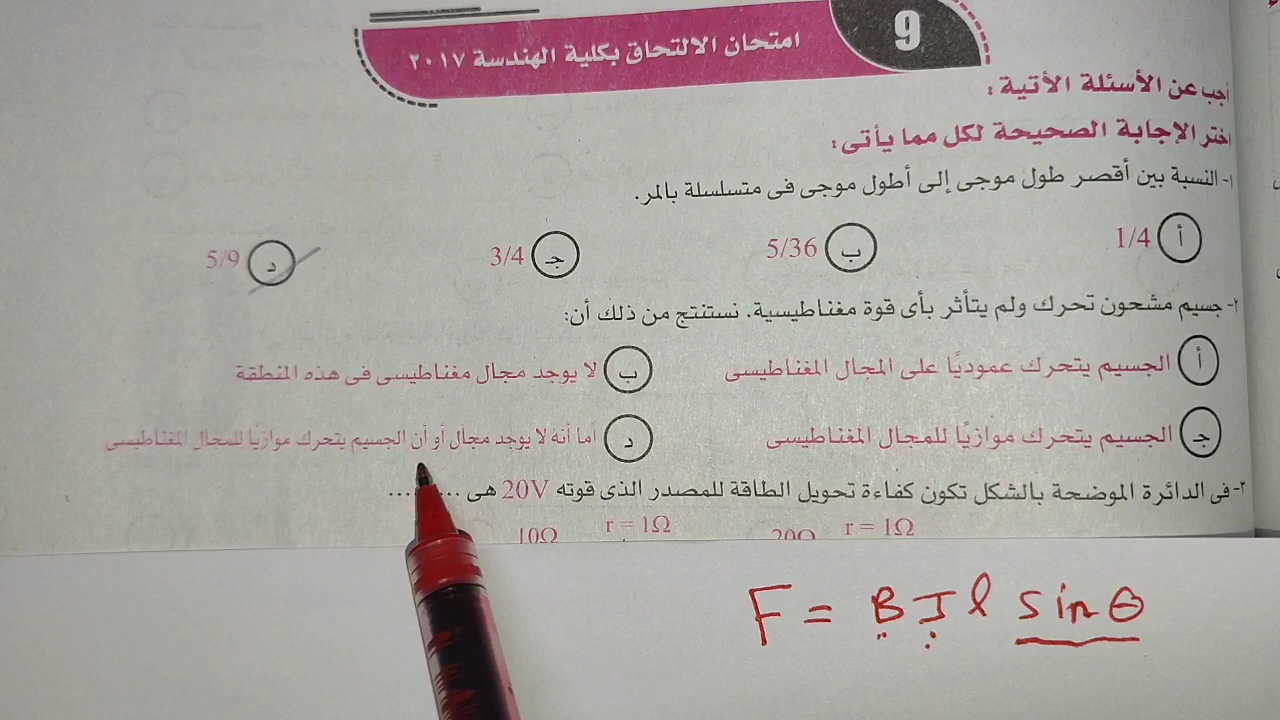 9
امتحان الالتحاق بكلية الهندسة ٢٠١٧
أجب عن الأسئلة الأتية :
اختر الإجابة الصحيحة لكل مما يأتى :
١- النسبة بين أقصر طول موجى إلى أطول موجى فى متسلسلة بالمر.
أ 1/4 ب 5/36 جـ 3/4 د 5/9
٢- جسيم مشحون تحرك ولم يتأثر بأى قوة مغناطيسية. نستنتج من ذلك أن:
أ الجسيم يتحرك عموديًا على المجال المغناطيسى ب لا يوجد مجال مغناطيسى فى هذه المنطقة
جـ الجسيم يتحرك موازيًا للمجال المغناطيسى د أما أنه لا يوجد مجال أو أن الجسيم يتحرك موازيًا للمجال المغناطيسى
٣- فى الدائرة الموضحة بالشكل تكون كفاءة تحويل الطاقة للمصدر الذى قوته 20V هى ........
10Ω r = 1Ω 20Ω r = 1Ω
F = B I l sin θ